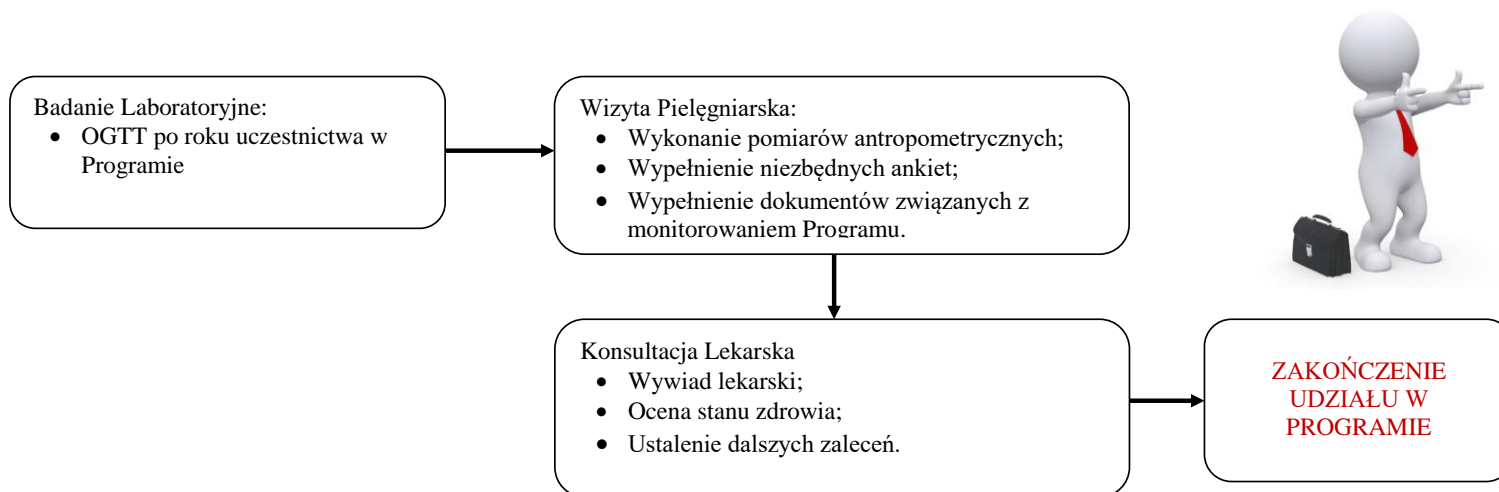 Badanie Laboratoryjne:
• OGTT po roku uczestnictwa w
Programie
Wizyta Pielęgniarska:
• Wykonanie pomiarów antropometrycznych;
• Wypełnienie niezbędnych ankiet;
• Wypełnienie dokumentów związanych z
monitorowaniem Programu.
Konsultacja Lekarska
• Wywiad lekarski;
• Ocena stanu zdrowia;
• Ustalenie dalszych zaleceń.
ZAKOŃCZENIE
UDZIAŁU W
PROGRAMIE